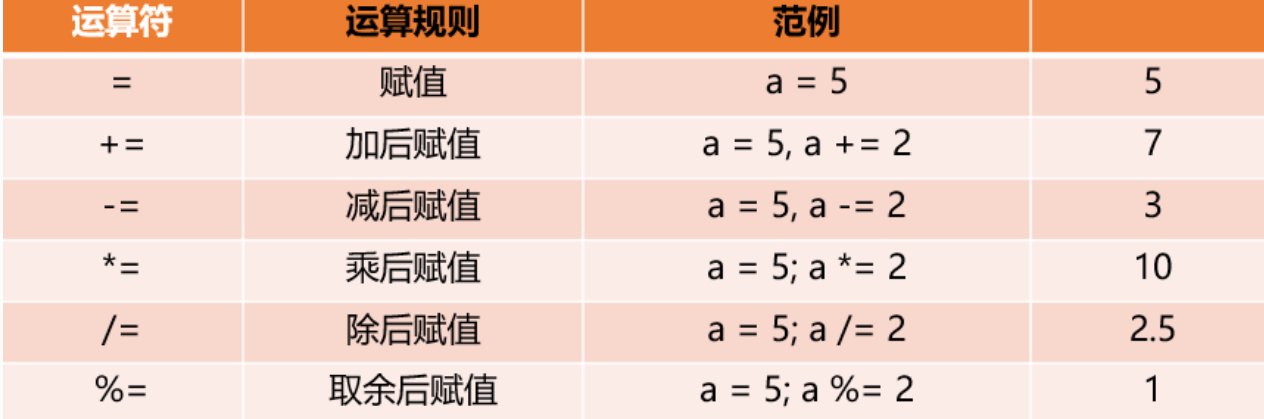 运算符 运算规则 范例
= 赋值 a = 5 5
+= 加后赋值 a = 5, a += 2 7
-= 减后赋值 a = 5, a -= 2 3
*= 乘后赋值 a = 5; a *= 2 10
/= 除后赋值 a = 5; a /= 2 2.5
%= 取余后赋值 a = 5; a %= 2 1